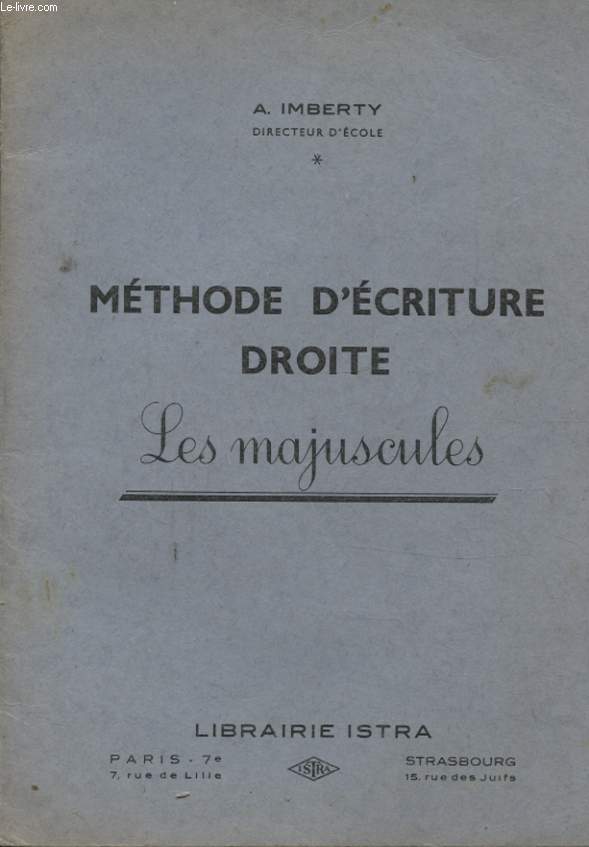 Le-livre.com
A. IMBERTY
DIRECTEUR D'ÉCOLE
*
MÉTHODE D'ÉCRITURE
DROITE
Les majuscules
LIBRAIRIE ISTRA
PARIS - 7e
7, rue de Lille
ISTRA
STRASBOURG
15, rue des Juifs